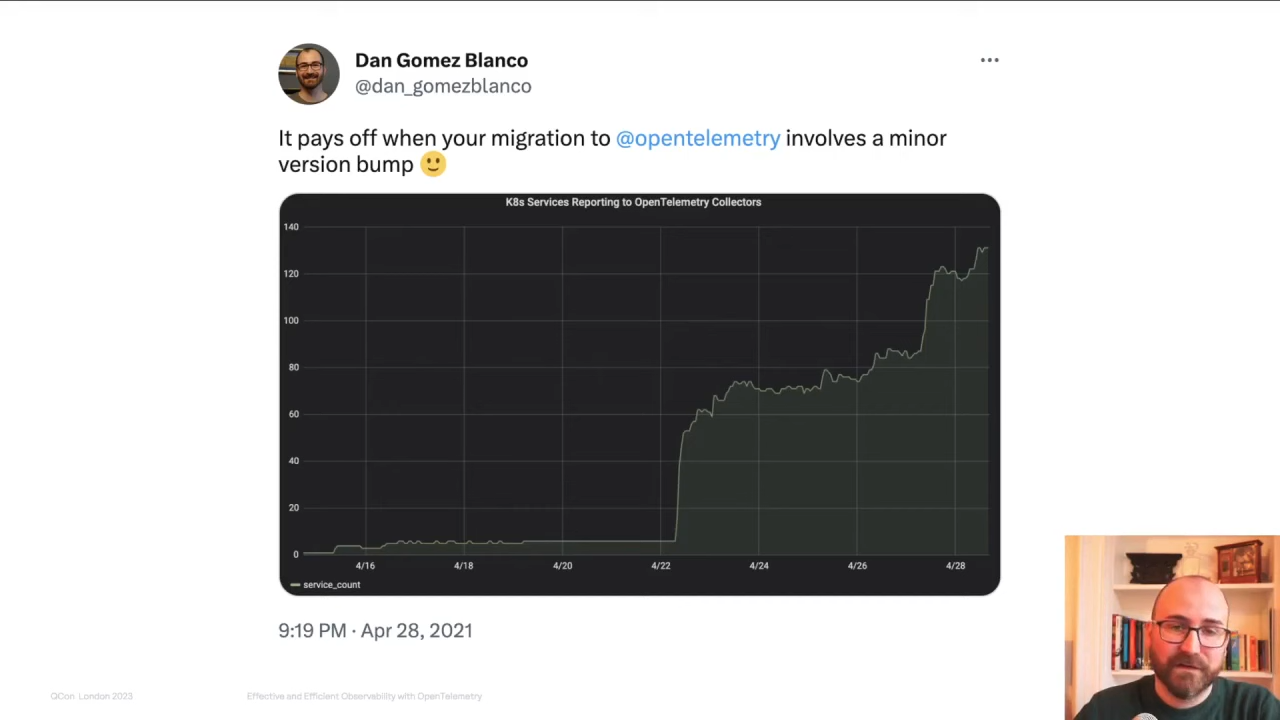 Dan Gomez Blanco
@dan_gomezblanco
It pays off when your migration to @opentelemetry involves a minor
version bump 🙂
K8s Services Reporting to OpenTelemetry Collectors
140
120
100
80
60
40
20
0
4/16 4/18 4/20 4/22 4/24 4/26 4/28
service_count
9:19 PM · Apr 28, 2021
QCon London 2023
Effective and Efficient Observability with OpenTelemetry